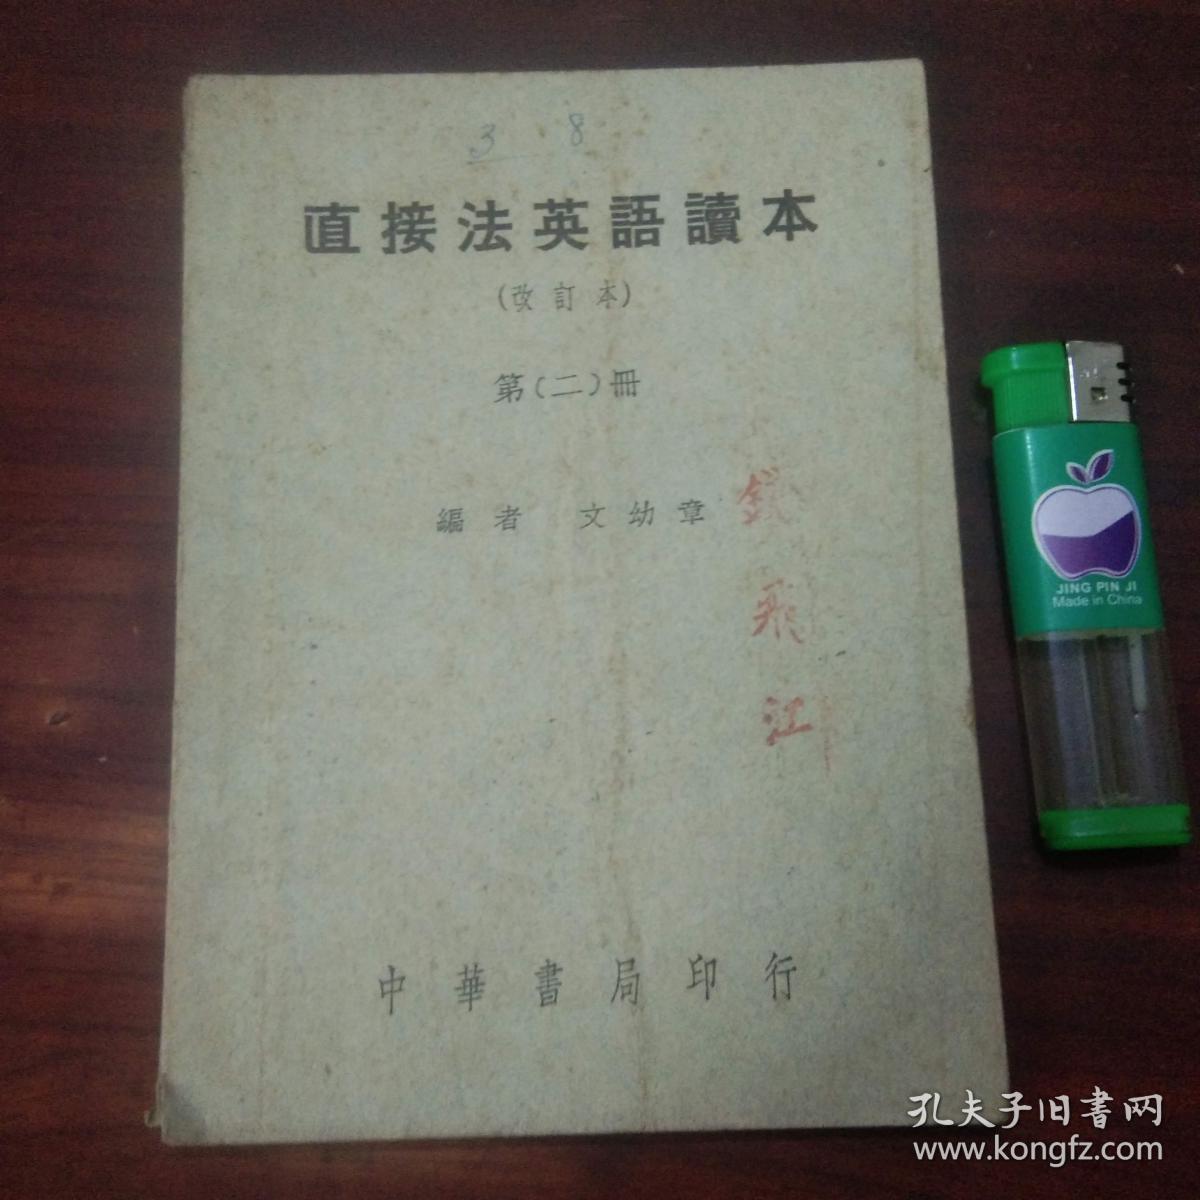 3 8
直接法英語讀本
(改訂本)
第(二)冊
編者 文幼章
飛
江
中華書局印行
JING PIN JI
Made in China
孔夫子旧书网
www.kongfz.com